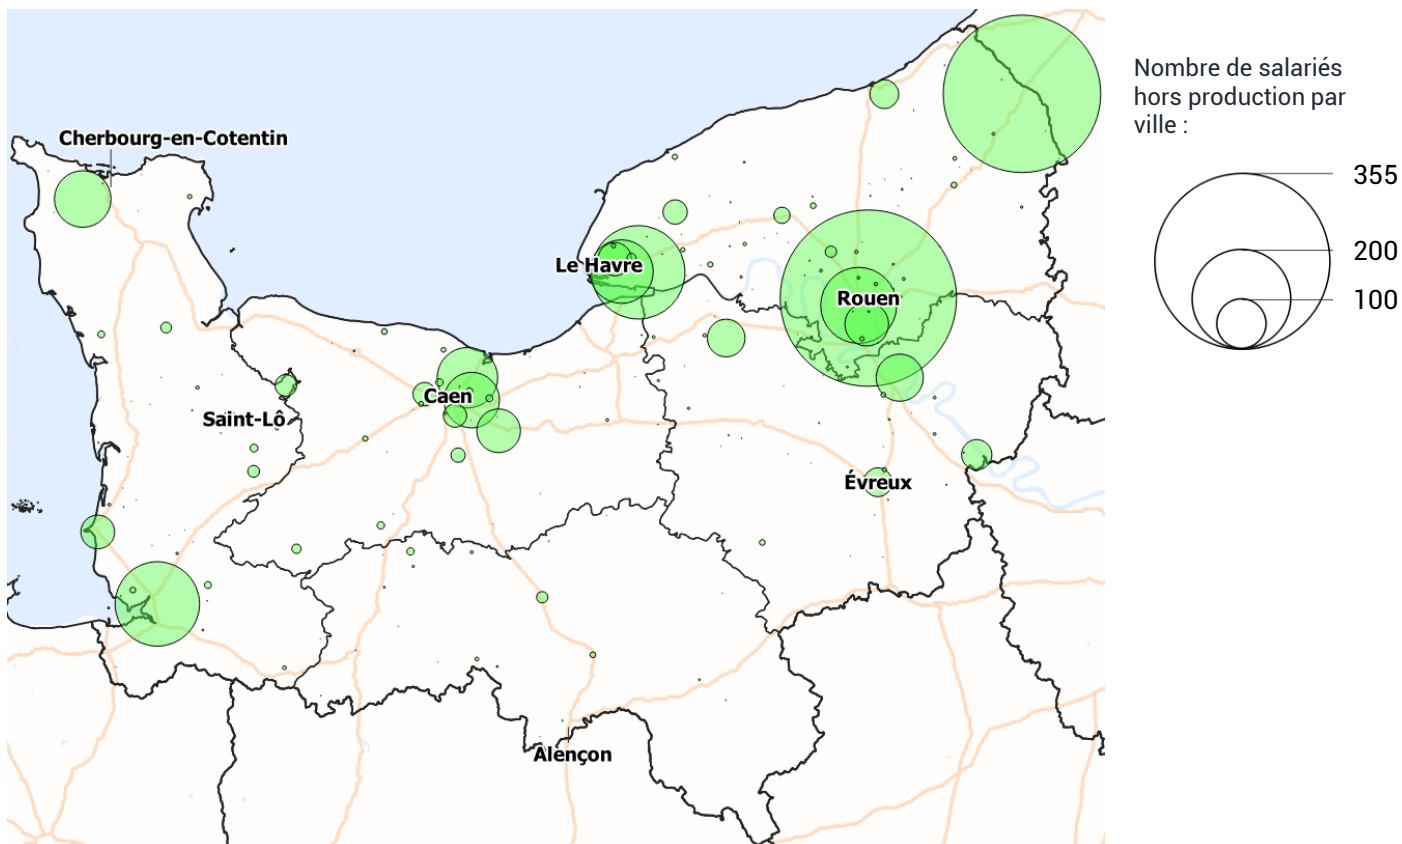 Nombre de salariés
hors production par
ville :
355
200
100
Cherbourg-en-Cotentin
Le Havre
Rouen
Caen
Saint-Lô
Évreux
Alençon